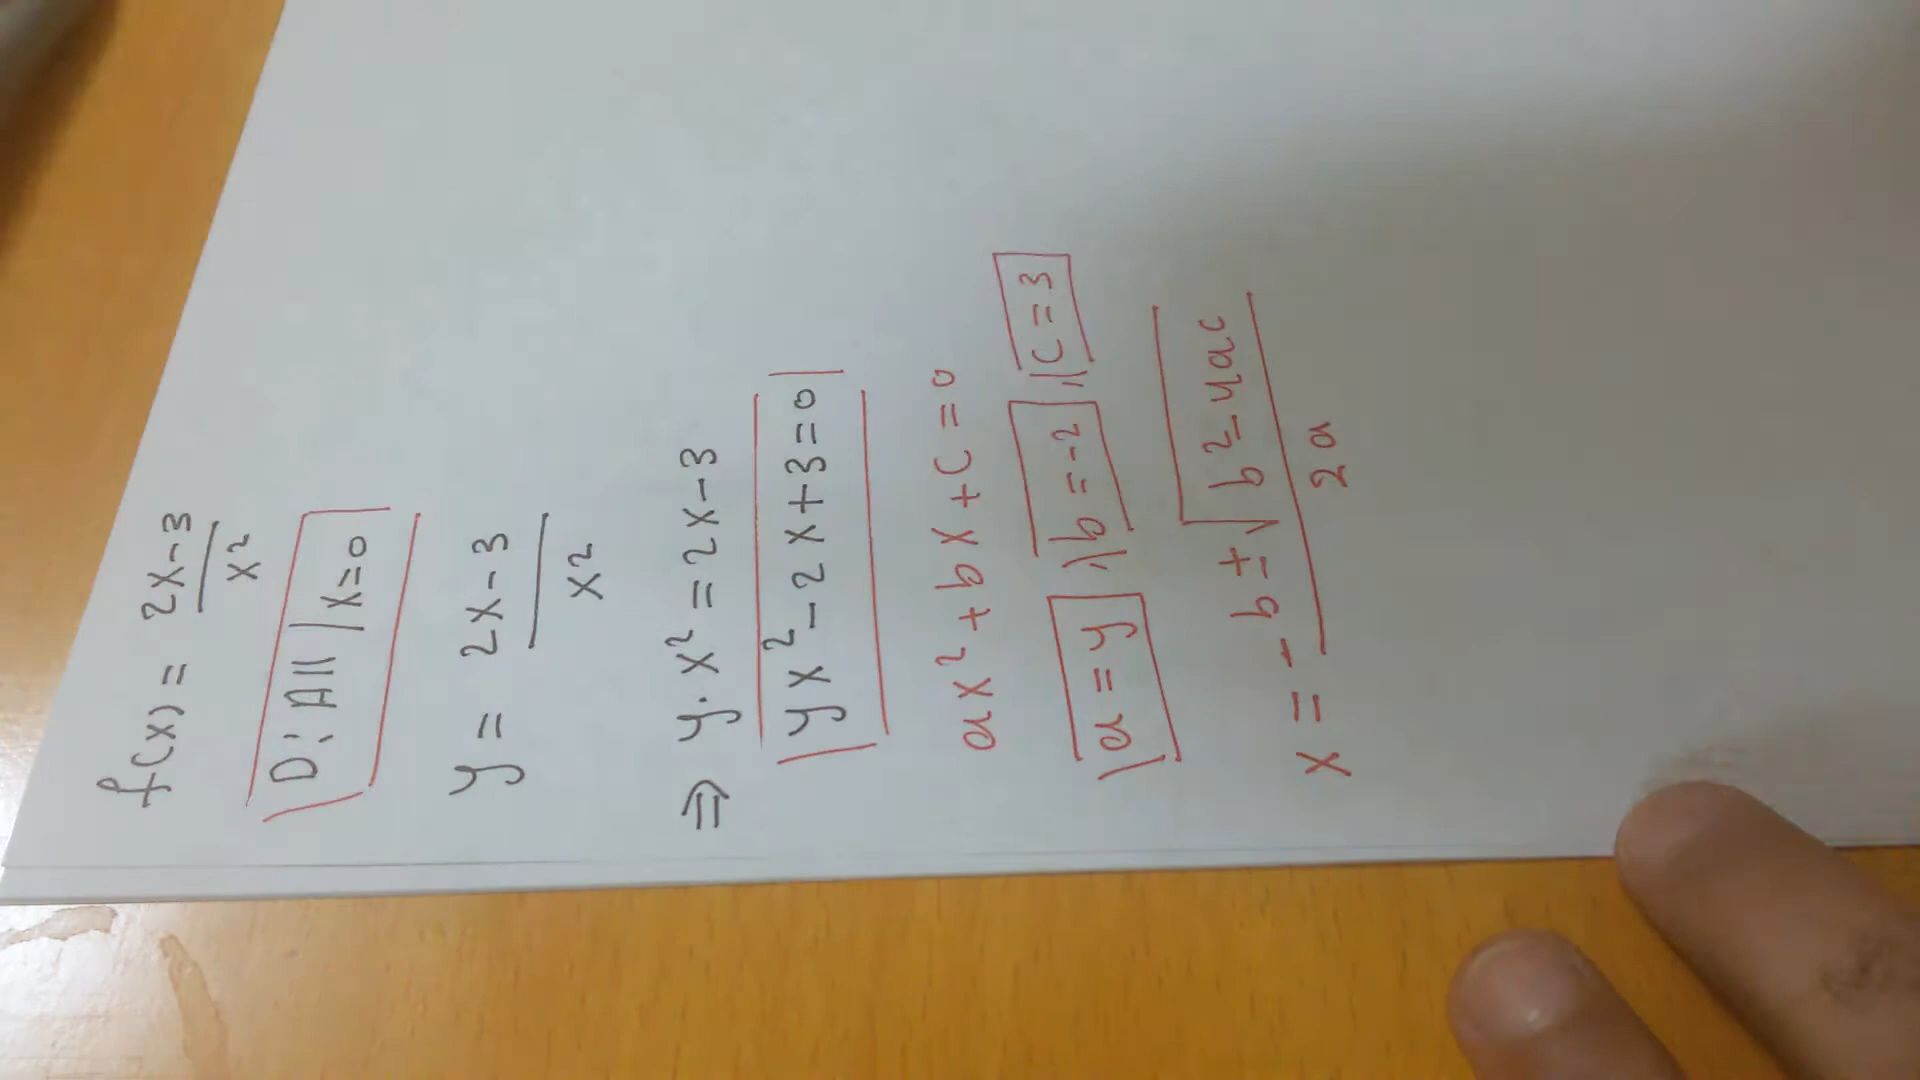 f(x) = 2x-3 / x²
D: All | x=0
y = 2x-3 / x²
⇒ y·x² = 2x-3
yx²-2x+3=0
ax²+bx+c=0
a=y, b=-2, c=3
x = -b±√b²-4ac / 2a